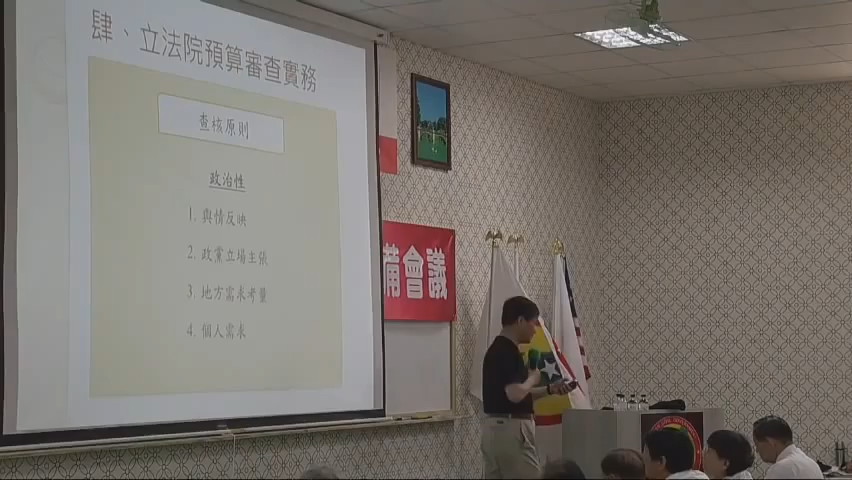 肆、立法院預算審查實務
查核原則
政治性
1. 輿情反映
2. 政黨立場主張
3. 地方需求考量
4. 個人需求
備會議